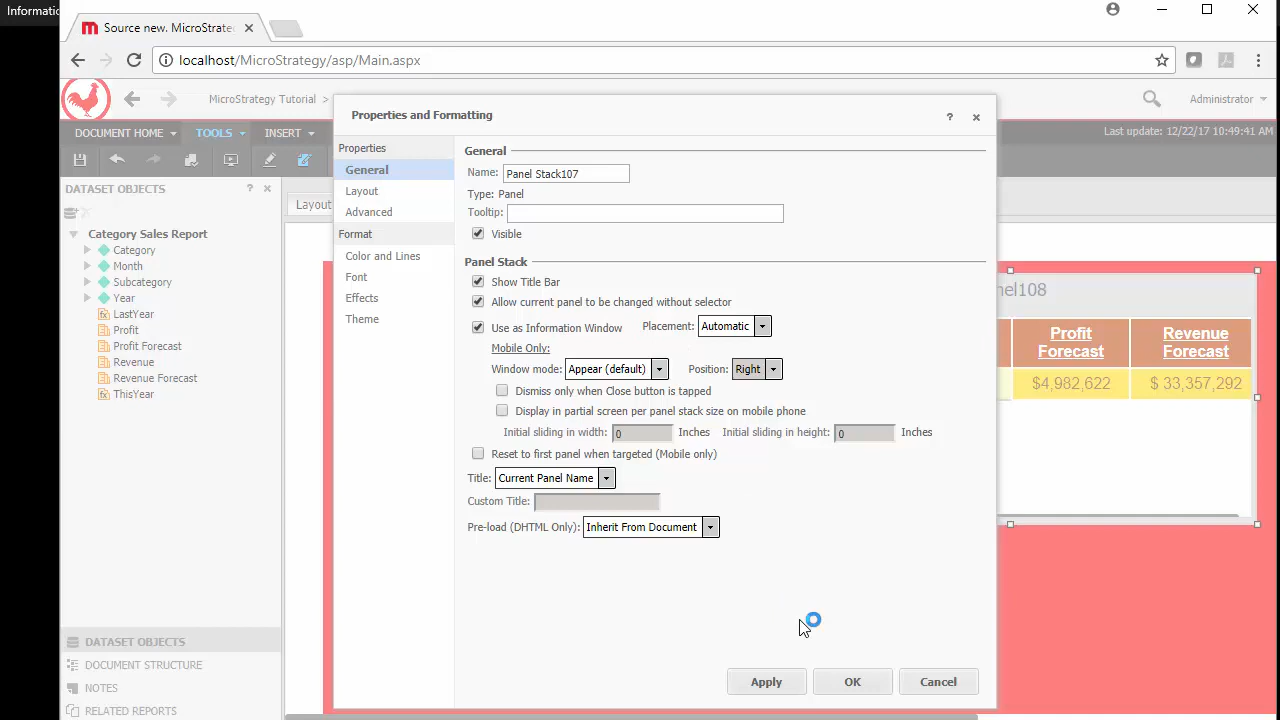 Informatio
Source new. MicroStrate
localhost/MicroStrategy/asp/Main.aspx
MicroStrategy Tutorial >
Administrator
DOCUMENT HOME TOOLS INSERT
Last update: 12/22/17 10:49:41 AM
DATASET OBJECTS ? ×
Category Sales Report
Category
Month
Subcategory
Year
LastYear
Profit
Profit Forecast
Revenue
Revenue Forecast
ThisYear
DATASET OBJECTS
DOCUMENT STRUCTURE
NOTES
RELATED REPORTS
Layout
Properties and Formatting ? ×
Properties
General
Layout
Advanced
Format
Color and Lines
Font
Effects
Theme
General
Name: Panel Stack107
Type: Panel
Tooltip:
Visible
Panel Stack
Show Title Bar
Allow current panel to be changed without selector
Use as Information Window Placement: Automatic
Mobile Only:
Window mode: Appear (default) Position: Right
Dismiss only when Close button is tapped
Display in partial screen per panel stack size on mobile phone
Initial sliding in width: 0 Inches Initial sliding in height: 0 Inches
Reset to first panel when targeted (Mobile only)
Title: Current Panel Name
Custom Title:
Pre-load (DHTML Only): Inherit From Document
Apply OK Cancel
nel108
Profit Forecast Revenue Forecast
$4,982,622 $ 33,357,292